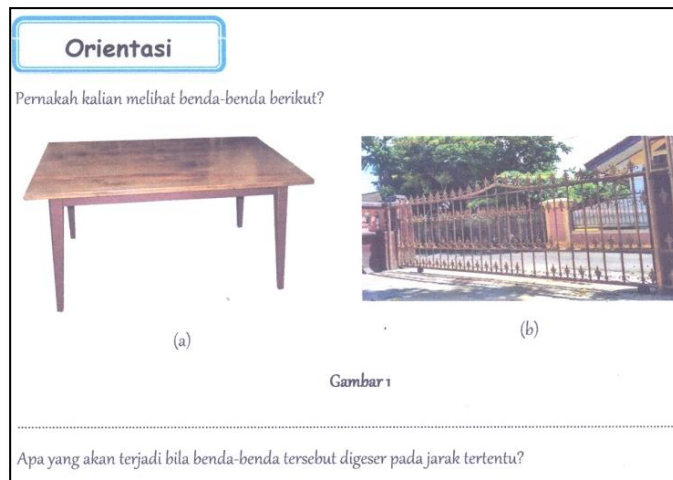 Orientasi
Pernakah kalian melihat benda-benda berikut?
(a)
(b)
Gambar 1
Apa yang akan terjadi bila benda-benda tersebut digeser pada jarak tertentu?